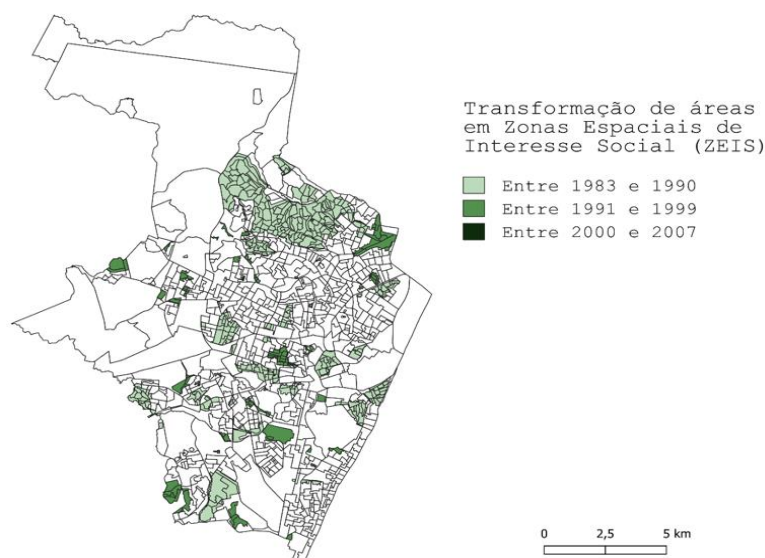 Transformação de áreas
em Zonas Espaciais de
Interesse Social (ZEIS)
Entre 1983 e 1990
Entre 1991 e 1999
Entre 2000 e 2007
0 2,5 5 km